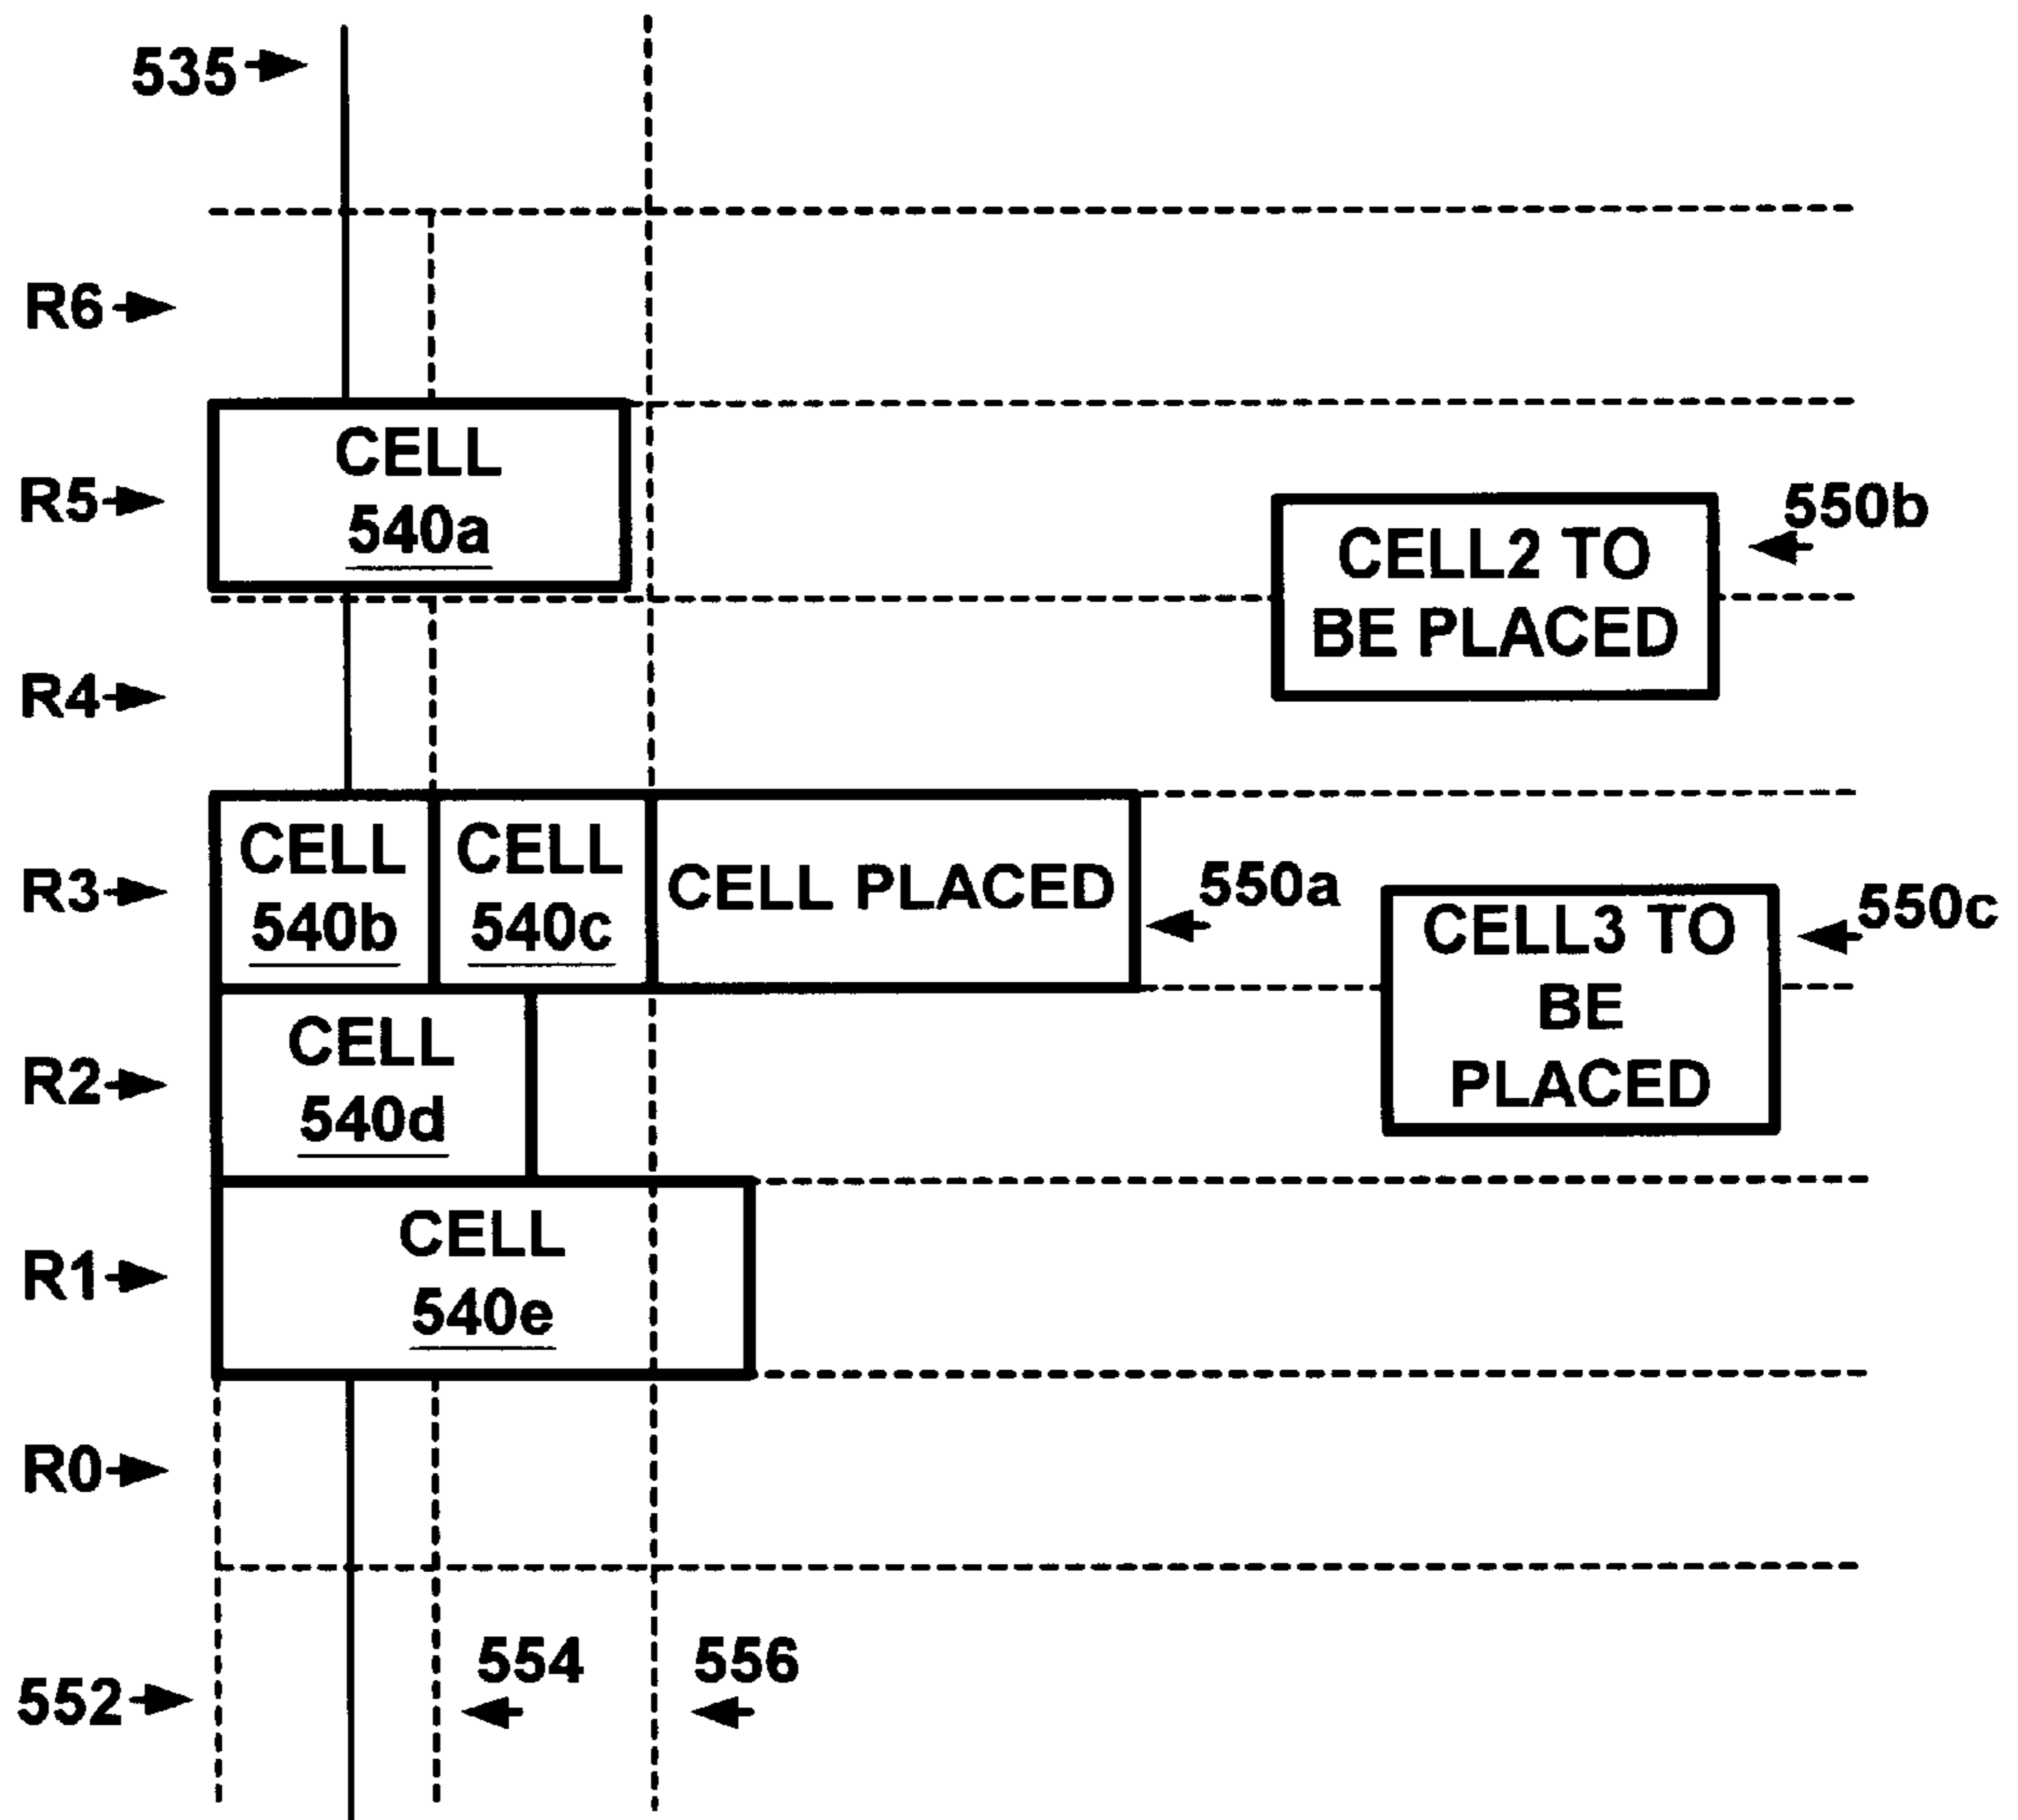 535
R6
R5
CELL
540a
CELL2 TO
BE PLACED
550b
R4
R3
CELL
540b
CELL
540c
CELL PLACED
550a
CELL3 TO
BE
PLACED
550c
R2
CELL
540d
R1
CELL
540e
R0
552
554
556